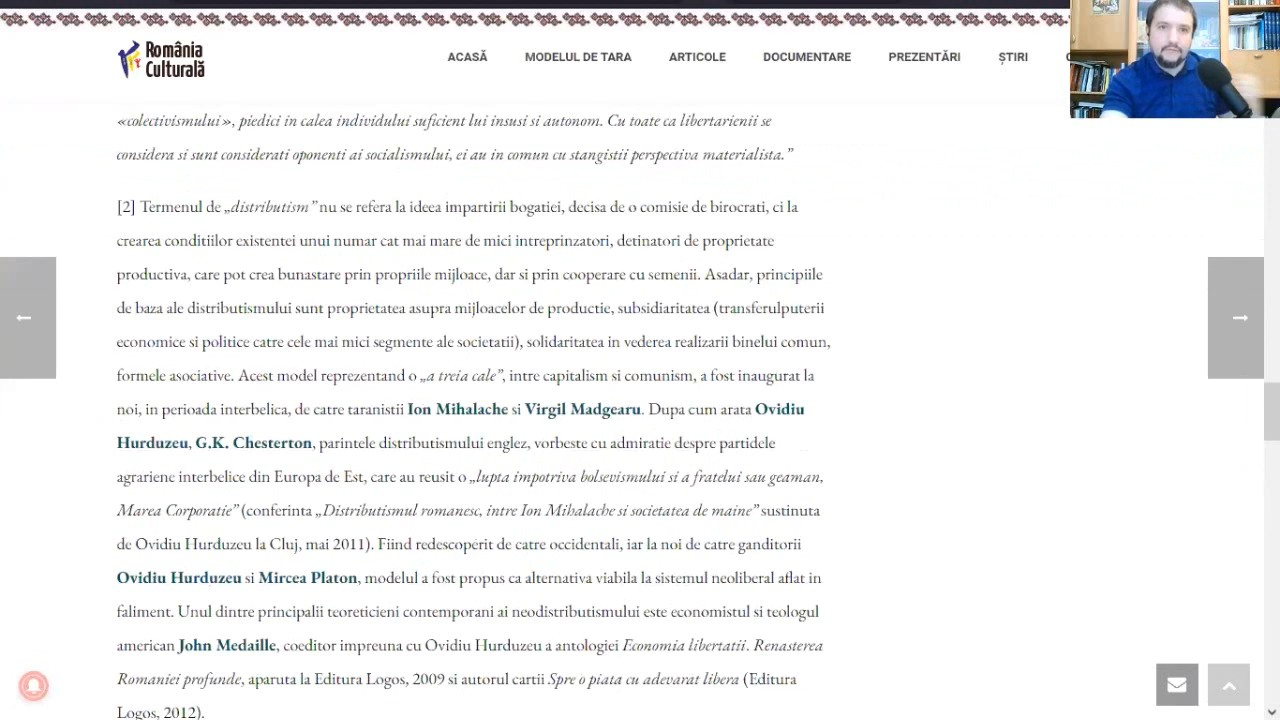 România
Culturală
ACASĂ MODELUL DE TARA ARTICOLE DOCUMENTARE PREZENTĂRI ȘTIRI
«colectivismului», piedici in calea individului suficient lui insusi si autonom. Cu toate ca libertarienii se
considera si sunt considerati oponenti ai socialismului, ei au in comun cu stangistii perspectiva materialista.”
[2] Termenul de „distributism” nu se refera la ideea impartirii bogatiei, decisa de o comisie de birocrati, ci la
crearea conditiilor existentei unui numar cat mai mare de mici intreprinzatori, detinatori de proprietate
productiva, care pot crea bunastare prin propriile mijloace, dar si prin cooperare cu semenii. Asadar, principiile
de baza ale distributismului sunt proprietatea asupra mijloacelor de productie, subsidiaritatea (transferulputerii
economice si politice catre cele mai mici segmente ale societatii), solidaritatea in vederea realizarii binelui comun,
formele asociative. Acest model reprezentand o „a treia cale”, intre capitalism si comunism, a fost inaugurat la
noi, in perioada interbelica, de catre taranistii Ion Mihalache si Virgil Madgearu. Dupa cum arata Ovidiu
Hurduzeu, G.K. Chesterton, parintele distributismului englez, vorbeste cu admiratie despre partidele
agrariene interbelice din Europa de Est, care au reusit o „lupta impotriva bolsevismului si a fratelui sau geaman,
Marea Corporatie” (conferinta „Distributismul romanesc, intre Ion Mihalache si societatea de maine” sustinuta
de Ovidiu Hurduzeu la Cluj, mai 2011). Fiind redescoperit de catre occidentali, iar la noi de catre ganditorii
Ovidiu Hurduzeu si Mircea Platon, modelul a fost propus ca alternativa viabila la sistemul neoliberal aflat in
faliment. Unul dintre principalii teoreticieni contemporani ai neodistributismului este economistul si teologul
american John Medaille, coeditor impreuna cu Ovidiu Hurduzeu a antologiei Economia libertatii. Renasterea
Romaniei profunde, aparuta la Editura Logos, 2009 si autorul cartii Spre o piata cu adevarat libera (Editura
Logos, 2012).